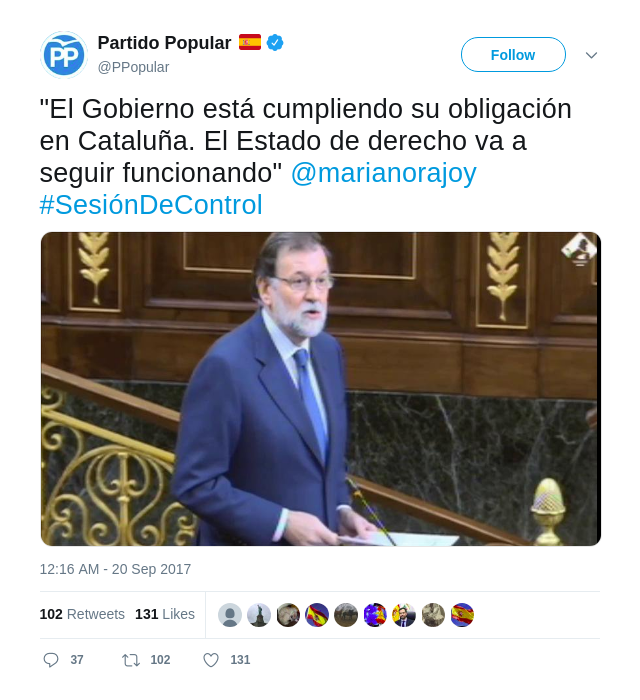 PP
Partido Popular
@PPopular
Follow
"El Gobierno está cumpliendo su obligación
en Cataluña. El Estado de derecho va a
seguir funcionando" @marianorajoy
#SesiónDeControl
12:16 AM - 20 Sep 2017
102 Retweets 131 Likes
37 102 131